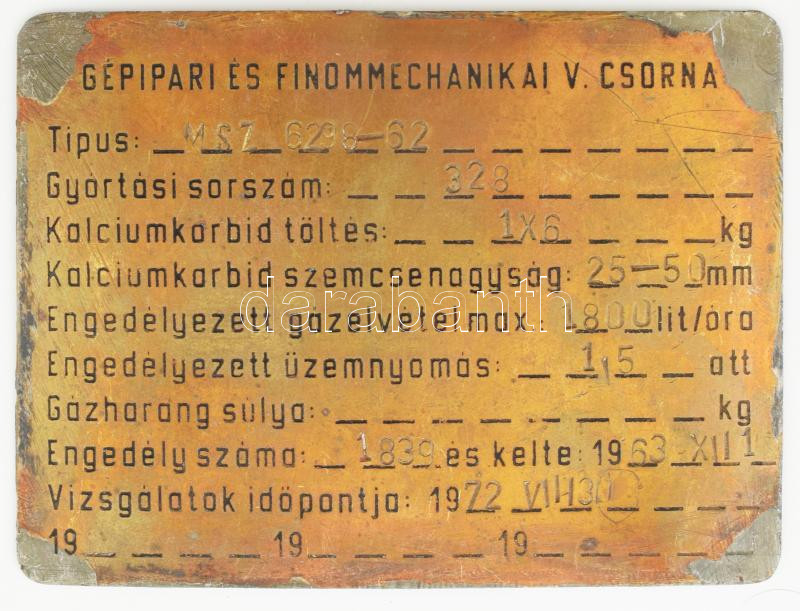 GÉPIPARI ÉS FINOMMECHANIKAI V. CSORNA
Tipus: MSZ 6298-62
Gyártási sorszám: 328
Kalciumkarbid töltés: 1X6 kg
Kalciumkarbid szemcsenagyság: 25-50 mm
darabanth
Engedélyezett gázelvétel max.: 1800 lit/óra
Engedélyezett üzemnyomás: 1,5 att
Gázharang súlya: kg
Engedély száma: 1839 és kelte: 1963 XII 1
Vizsgálatok időpontja: 1972
19 19 19